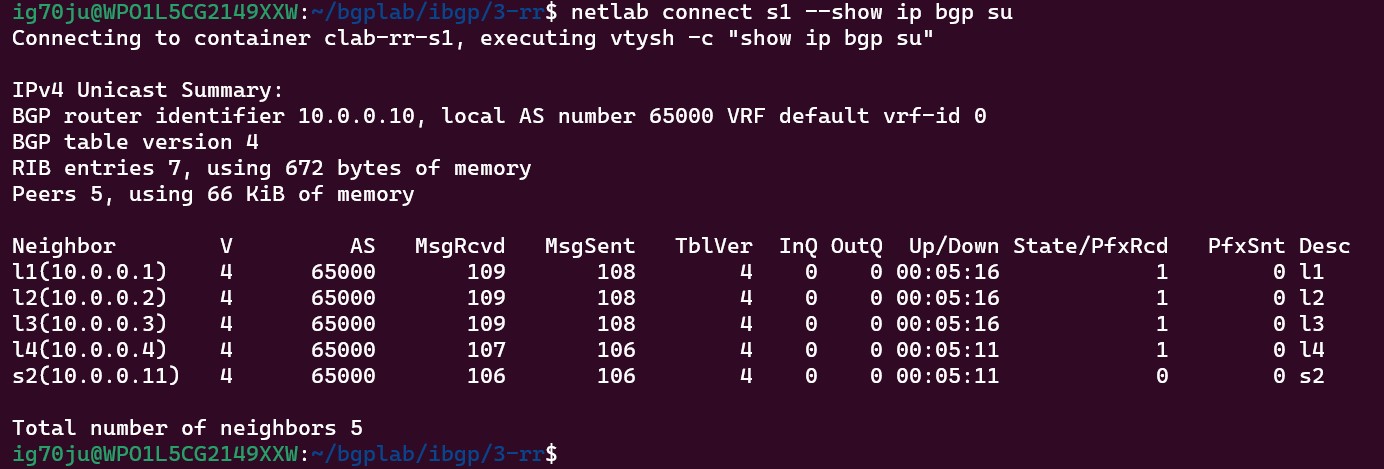 ig70ju@WPO1L5CG2149XXW:~/bgplab/ibgp/3-rr$ netlab connect s1 --show ip bgp su
Connecting to container clab-rr-s1, executing vtysh -c "show ip bgp su"
IPv4 Unicast Summary:
BGP router identifier 10.0.0.10, local AS number 65000 VRF default vrf-id 0
BGP table version 4
RIB entries 7, using 672 bytes of memory
Peers 5, using 66 KiB of memory
Neighbor        V         AS   MsgRcvd   MsgSent   TblVer  InQ OutQ  Up/Down State/PfxRcd   PfxSnt Desc
l1(10.0.0.1)    4      65000       109       108        4    0    0 00:05:16            1        0 l1
l2(10.0.0.2)    4      65000       109       108        4    0    0 00:05:16            1        0 l2
l3(10.0.0.3)    4      65000       109       108        4    0    0 00:05:16            1        0 l3
l4(10.0.0.4)    4      65000       107       106        4    0    0 00:05:11            1        0 l4
s2(10.0.0.11)   4      65000       106       106        4    0    0 00:05:11            0        0 s2
Total number of neighbors 5
ig70ju@WPO1L5CG2149XXW:~/bgplab/ibgp/3-rr$